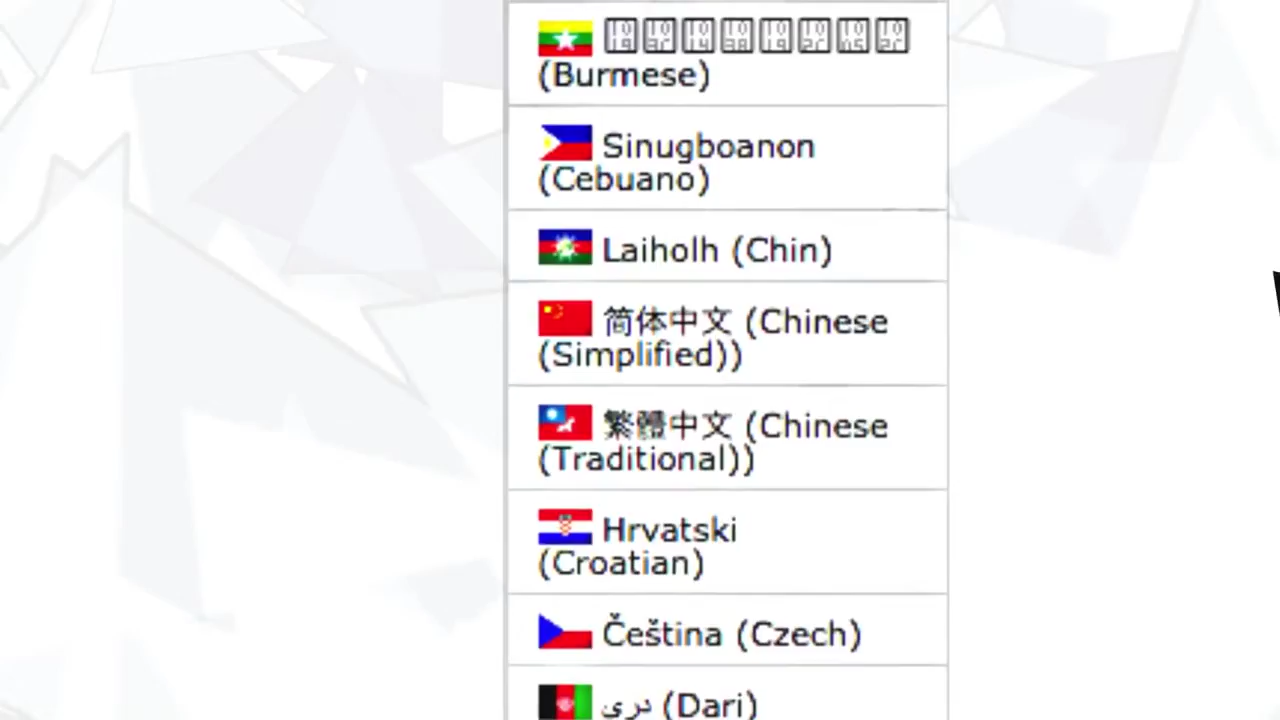 (Burmese)
Sinugboanon
(Cebuano)
Laiholh (Chin)
简体中文 (Chinese
(Simplified))
繁體中文 (Chinese
(Traditional))
Hrvatski
(Croatian)
Čeština (Czech)
دری (Dari)